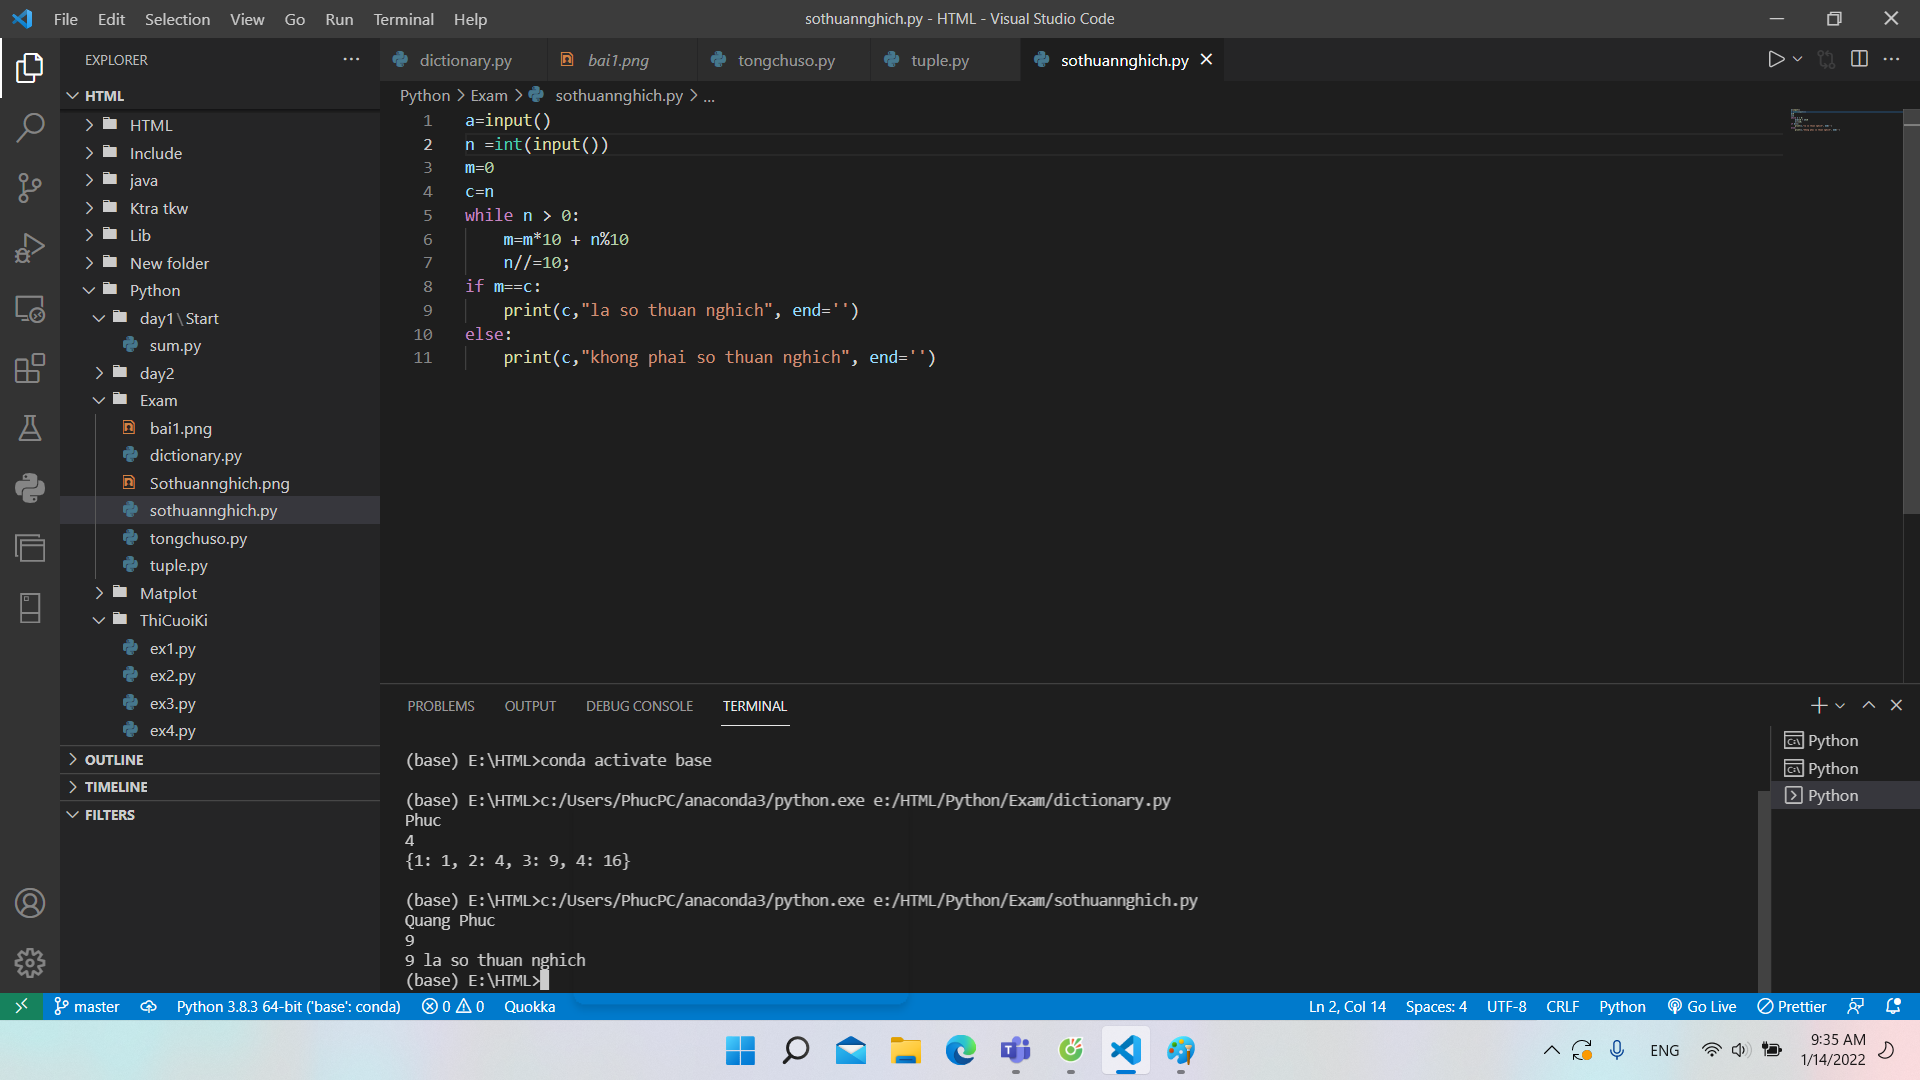 File Edit Selection View Go Run Terminal Help
sothuannghich.py - HTML - Visual Studio Code
EXPLORER
HTML
HTML
Include
java
Ktra tkw
Lib
New folder
Python
day1\Start
sum.py
day2
Exam
bai1.png
dictionary.py
Sothuannghich.png
sothuannghich.py
tongchuso.py
tuple.py
Matplot
ThiCuoiKi
ex1.py
ex2.py
ex3.py
ex4.py
OUTLINE
TIMELINE
FILTERS
dictionary.py bai1.png tongchuso.py tuple.py sothuannghich.py
Python > Exam > sothuannghich.py > ...
1 a=input()
2 n =int(input())
3 m=0
4 c=n
5 while n > 0:
6 m=m*10 + n%10
7 n//=10;
8 if m==c:
9 print(c,"la so thuan nghich", end='')
10 else:
11 print(c,"khong phai so thuan nghich", end='')
PROBLEMS OUTPUT DEBUG CONSOLE TERMINAL
(base) E:\HTML>conda activate base
(base) E:\HTML>c:/Users/PhucPC/anaconda3/python.exe e:/HTML/Python/Exam/dictionary.py
Phuc
4
{1: 1, 2: 4, 3: 9, 4: 16}
(base) E:\HTML>c:/Users/PhucPC/anaconda3/python.exe e:/HTML/Python/Exam/sothuannghich.py
Quang Phuc
9
9 la so thuan nghich
(base) E:\HTML>
Python
Python
Python
master Python 3.8.3 64-bit ('base': conda) 0 0 Quokka Ln 2, Col 14 Spaces: 4 UTF-8 CRLF Python Go Live Prettier
ENG
9:35 AM
1/14/2022